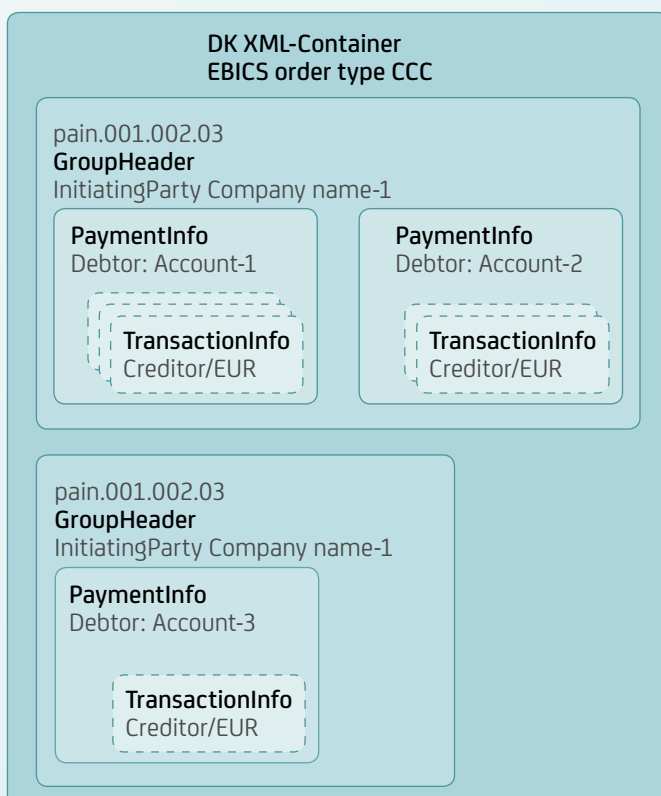 DK XML-Container
EBICS order type CCC
pain.001.002.03
GroupHeader
InitiatingParty Company name-1
PaymentInfo
Debtor: Account-1
TransactionInfo
Creditor/EUR
PaymentInfo
Debtor: Account-2
TransactionInfo
Creditor/EUR
pain.001.002.03
GroupHeader
InitiatingParty Company name-1
PaymentInfo
Debtor: Account-3
TransactionInfo
Creditor/EUR